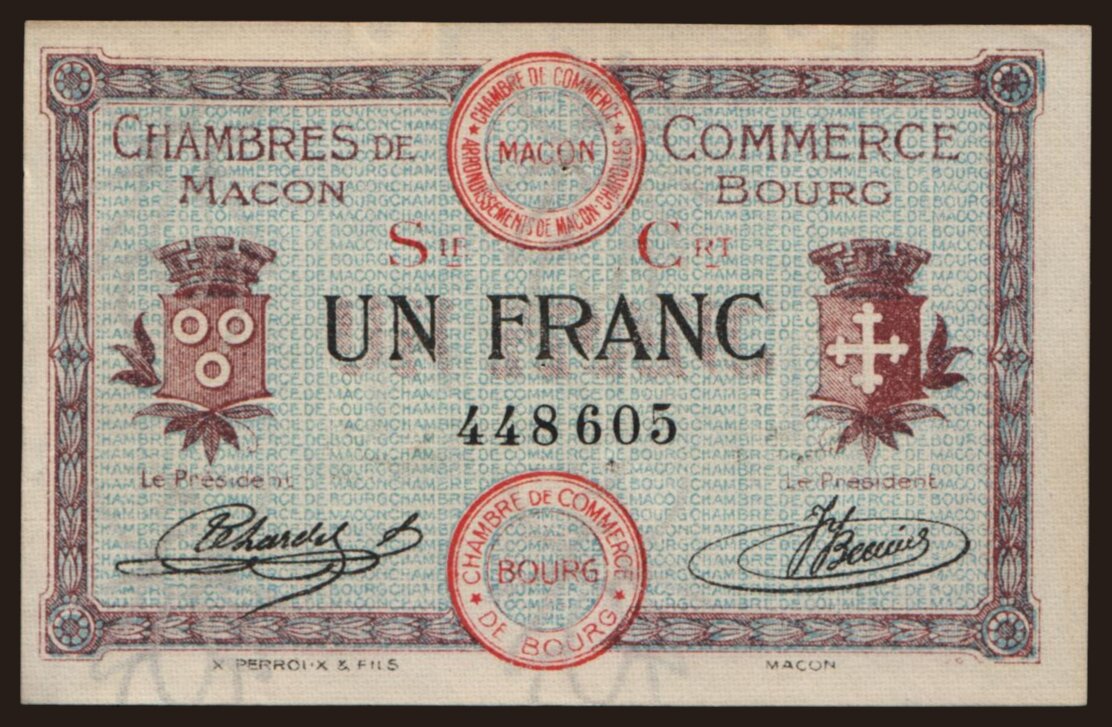 CHAMBRES DE COMMERCE
MACON BOURG
CHAMBRE DE COMMERCE
MACON
ARRONDISSEMENTS DE MACON-CHAROLLES
SIE CRT
UN FRANC
448605
Le Président Le Président
CHAMBRE DE COMMERCE
BOURG
DE BOURG
X PERROUX & FILS MACON